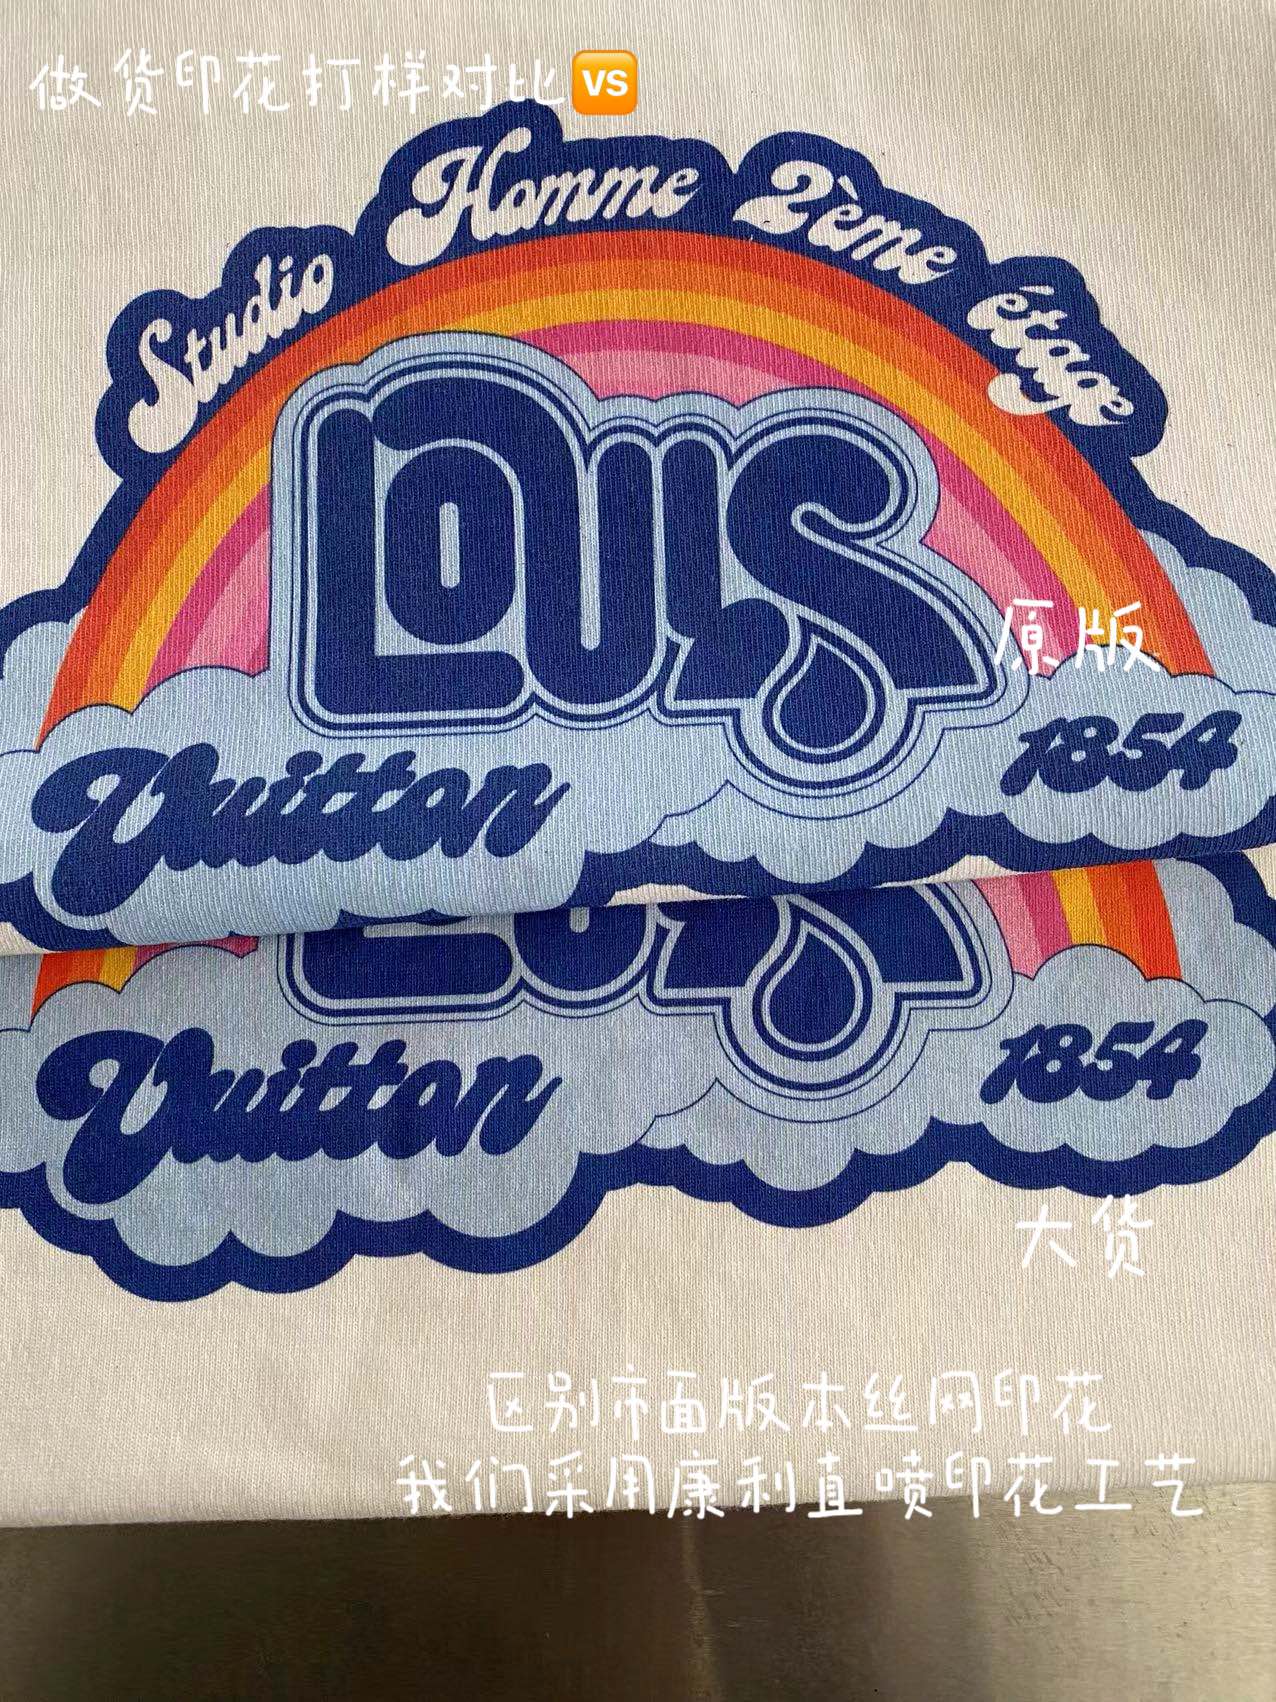 做货印花打样对比🆚
Studio Homme 2ème étage
LOUIS
原版
Vuitton 1854
LOUIS
Vuitton 1854
大货
区别市面版本丝网印花
我们采用康利直喷印花工艺